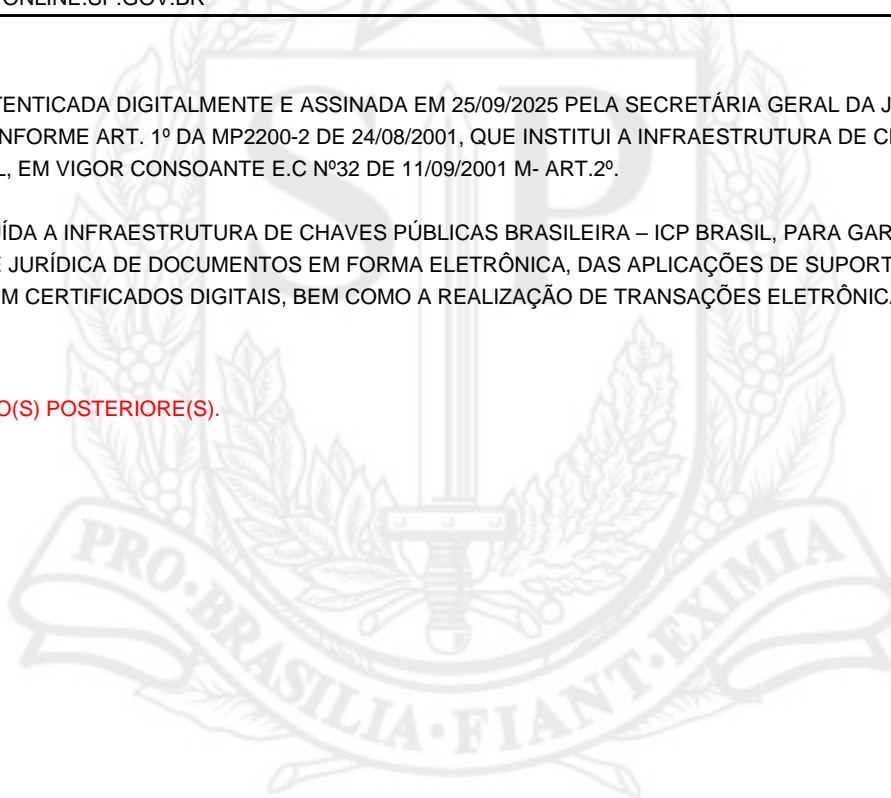 ONLINE.SP.GOV.BR
TENTICADA DIGITALMENTE E ASSINADA EM 25/09/2025 PELA SECRETÁRIA GERAL DA J
NFORME ART. 1º DA MP2200-2 DE 24/08/2001, QUE INSTITUI A INFRAESTRUTURA DE C
L, EM VIGOR CONSOANTE E.C Nº32 DE 11/09/2001 M- ART.2º.
UÍDA A INFRAESTRUTURA DE CHAVES PÚBLICAS BRASILEIRA – ICP BRASIL, PARA GAR
E JURÍDICA DE DOCUMENTOS EM FORMA ELETRÔNICA, DAS APLICAÇÕES DE SUPORT
M CERTIFICADOS DIGITAIS, BEM COMO A REALIZAÇÃO DE TRANSAÇÕES ELETRÔNICA
O(S) POSTERIORE(S).
SP
PRO·BRASILIA·FIANT·EXIMIA